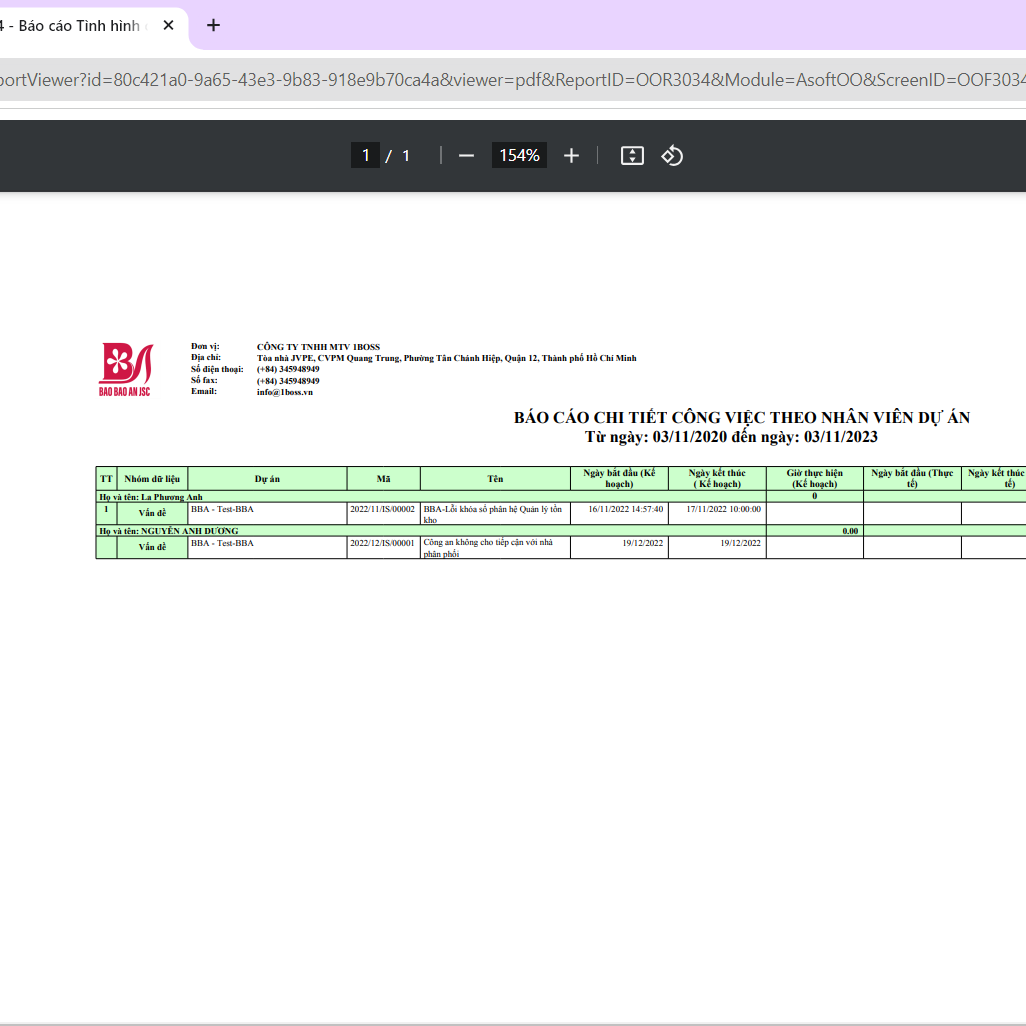 4 - Báo cáo Tình hình
portViewer?id=80c421a0-9a65-43e3-9b83-918e9b70ca4a&viewer=pdf&ReportID=OOR3034&Module=AsoftOO&ScreenID=OOF3034
1 / 1 154%
BAO BAO AN JSC
Đơn vị: CÔNG TY TNHH MTV 1BOSS
Địa chỉ: Tòa nhà JVPE, CVPM Quang Trung, Phường Tân Chánh Hiệp, Quận 12, Thành phố Hồ Chí Minh
Số điện thoại: (+84) 345948949
Số fax: (+84) 345948949
Email: info@1boss.vn
BÁO CÁO CHI TIẾT CÔNG VIỆC THEO NHÂN VIÊN DỰ ÁN
Từ ngày: 03/11/2020 đến ngày: 03/11/2023
TT Nhóm dữ liệu Dự án Mã Tên Ngày bắt đầu (Kế hoạch) Ngày kết thúc ( Kế hoạch) Giờ thực hiện (Kế hoạch) Ngày bắt đầu (Thực tế) Ngày kết thúc tế)
Họ và tên: La Phương Anh 0
1 Vấn đề BBA - Test-BBA 2022/11/IS/00002 BBA-Lỗi khóa sổ phân hệ Quản lý tồn kho 16/11/2022 14:57:40 17/11/2022 10:00:00
Họ và tên: NGUYỄN ANH DƯƠNG 0.00
Vấn đề BBA - Test-BBA 2022/12/IS/00001 Công an không cho tiếp cận với nhà phân phối 19/12/2022 19/12/2022